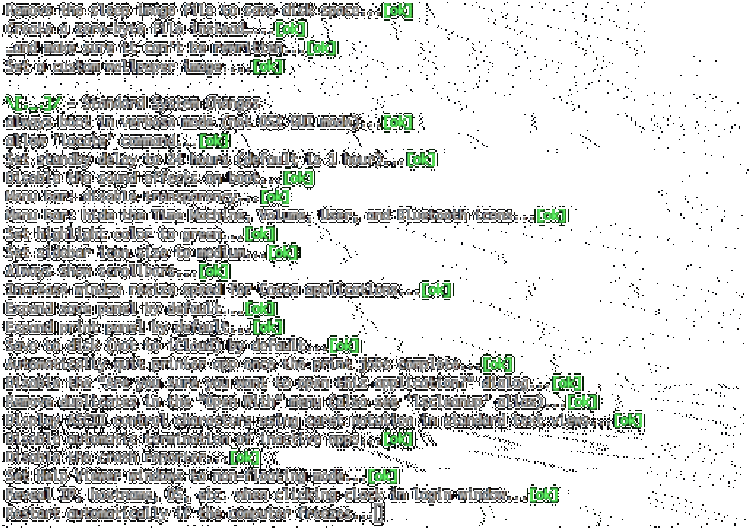 Remove the sleep image file to save disk space...[ok]
Create a zero-byte file instead...[ok]
…and make sure it can't be rewritten...[ok]
Set a custom wallpaper image ...[ok]
\[._.]/ - Standard System Changes
always boot in verbose mode (not MacOS GUI mode)...[ok]
allow 'locate' command...[ok]
Set standby delay to 24 hours (default is 1 hour)...[ok]
Disable the sound effects on boot...[ok]
Menu bar: disable transparency...[ok]
Menu bar: hide the Time Machine, Volume, User, and Bluetooth icons...[ok]
Set highlight color to green...[ok]
Set sidebar icon size to medium...[ok]
Always show scrollbars...[ok]
Increase window resize speed for Cocoa applications...[ok]
Expand save panel by default...[ok]
Expand print panel by default...[ok]
Save to disk (not to iCloud) by default...[ok]
Automatically quit printer app once the print jobs complete...[ok]
Disable the 'Are you sure you want to open this application?' dialog...[ok]
Remove duplicates in the 'Open With' menu (also see 'lscleanup' alias)...[ok]
Display ASCII control characters using caret notation in standard text views...[ok]
Disable automatic termination of inactive apps...[ok]
Disable the crash reporter...[ok]
Set Help Viewer windows to non-floating mode...[ok]
Reveal IP, hostname, OS, etc. when clicking clock in login window...[ok]
Restart automatically if the computer freezes...[]